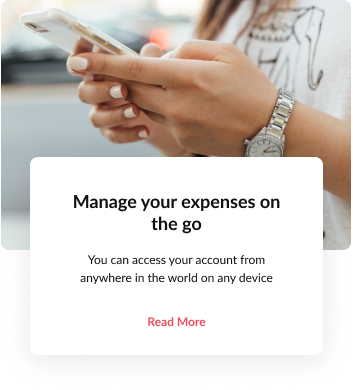 Manage your expenses on
the go
You can access your account from
anywhere in the world on any device
Read More